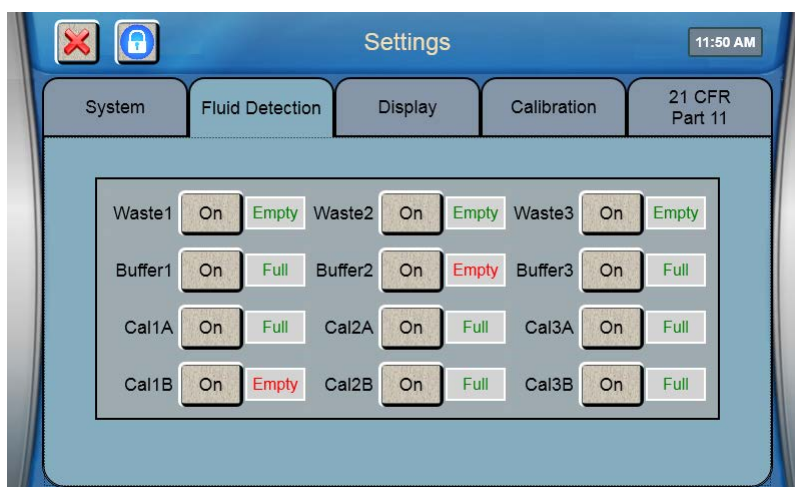 Settings
11:50 AM
System
Fluid Detection
Display
Calibration
21 CFR
Part 11
Waste1 On Empty Waste2 On Empty Waste3 On Empty
Buffer1 On Full Buffer2 On Empty Buffer3 On Full
Cal1A On Full Cal2A On Full Cal3A On Full
Cal1B On Empty Cal2B On Full Cal3B On Full